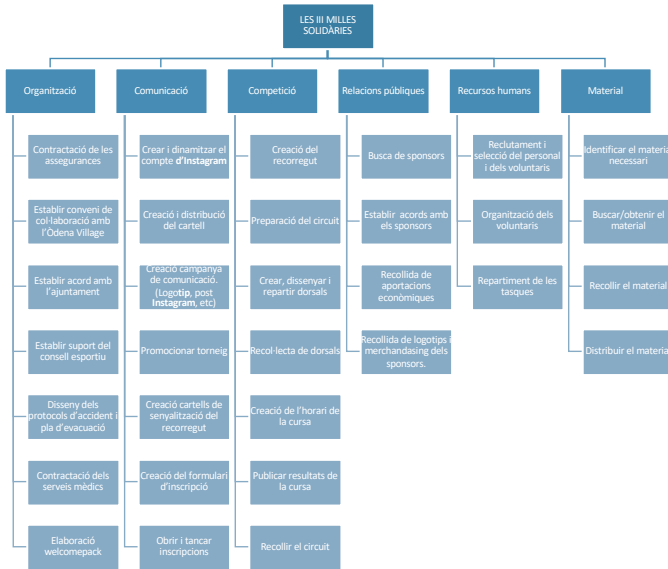 LES III MILLES
SOLIDÀRIES
Organització
Comunicació
Competició
Relacions públiques
Recursos humans
Material
Contractació de les
assegurances
Establir conveni de
col·laboració amb
l'Òdena Village
Establir acord amb
l'ajuntament
Establir suport del
consell esportiu
Disseny dels
protocols d'accident i
pla d'evacuació
Contractació dels
serveis mèdics
Elaboració
welcomepack
Crear i dinamitzar el
compte d'Instagram
Creació i distribució
del cartell
Creació campanya
de comunicació.
(Logotip, post
Instagram, etc)
Promocionar torneig
Creació cartells de
senyalització del
recorregut
Creació del formulari
d'inscripció
Obrir i tancar
inscripcions
Creació del
recorregut
Preparació del circuit
Crear, dissenyar i
repartir dorsals
Recol·lecta de dorsals
Creació de l'horari de
la cursa
Publicar resultats de
la cursa
Recollir el circuit
Busca de sponsors
Establir acords amb
els sponsors
Recollida de
aportacions
econòmiques
Recollida de logotips i
merchandasing dels
sponsors.
Reclutament i
selecció del personal
i dels voluntaris
Organització dels
voluntaris
Repartiment de les
tasques
Identificar el material
necessari
Buscar/obtenir el
material
Recollir el material
Distribuir el material